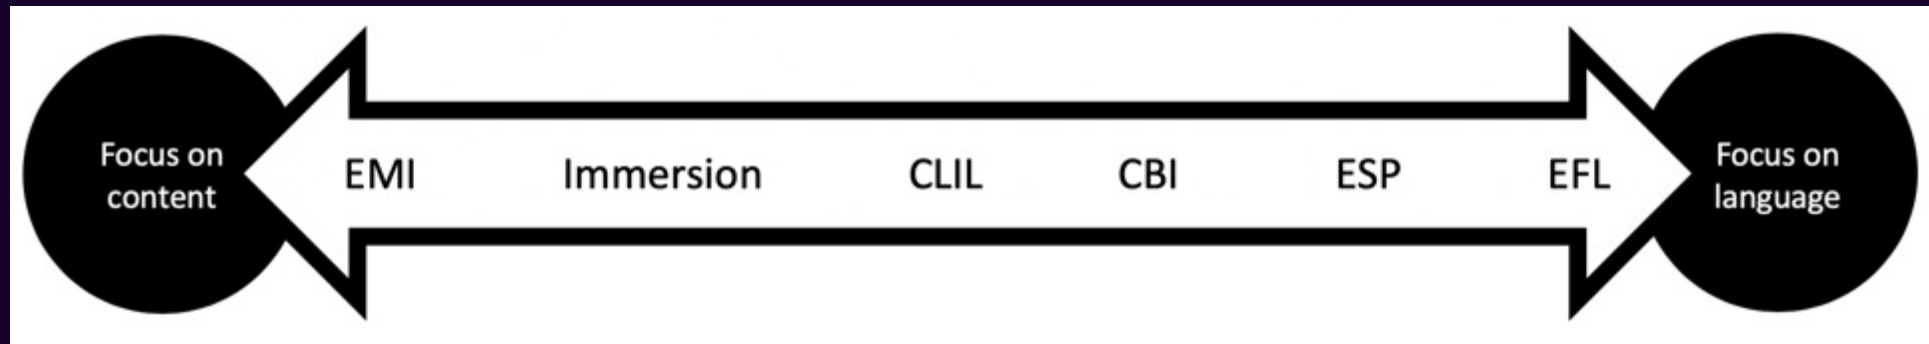 Focus on
content
EMI Immersion CLIL CBI ESP EFL
Focus on
language